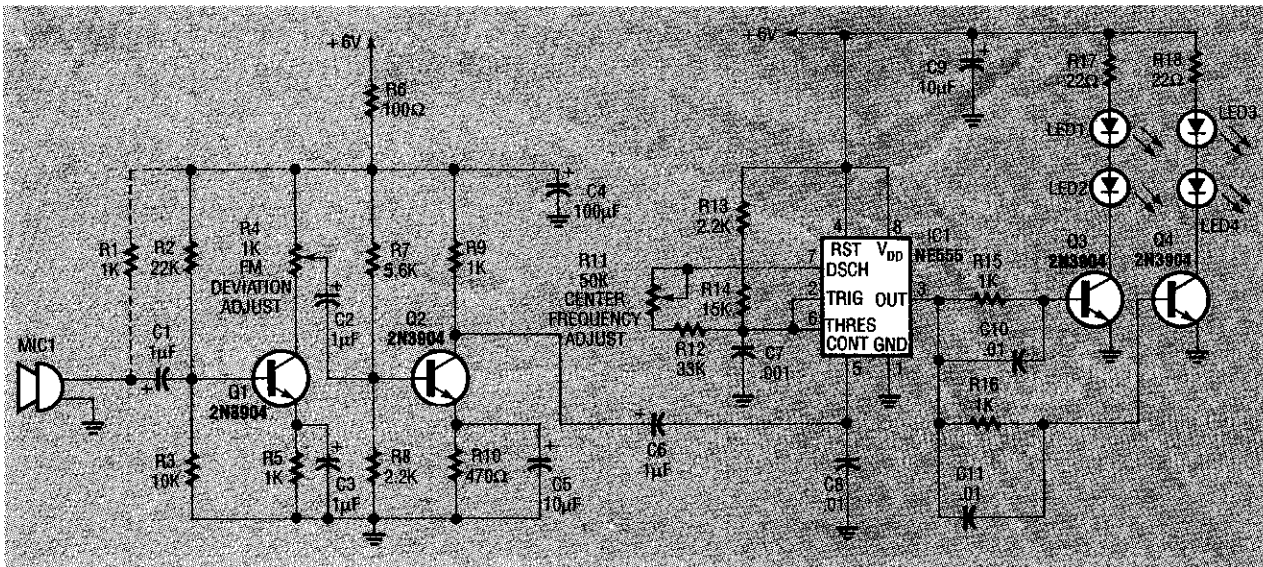 +6V
R6
100Ω
R1
1K
R2
22K
R4
1K
FM
DEVIATION
ADJUST
R7
5.6K
R9
1K
C4
100µF
MIC1
C1
1µF
C2
1µF
Q1
2N3904
Q2
2N3904
R3
10K
R5
1K
C3
1µF
R8
2.2K
R10
470Ω
C5
10µF
C6
1µF
+6V
C9
10µF
R17
22Ω
R18
22Ω
LED1
LED3
LED2
LED4
R13
2.2K
R11
50K
CENTER
FREQUENCY
ADJUST
R14
15K
R12
33K
C7
.001
4
8
IC1
NE555
RST
VDD
7
DSCH
2
TRIG
OUT
3
6
THRES
CONT
GND
5
1
C8
.01
R15
1K
C10
.01
R16
1K
C11
.01
Q3
2N3904
Q4
2N3904